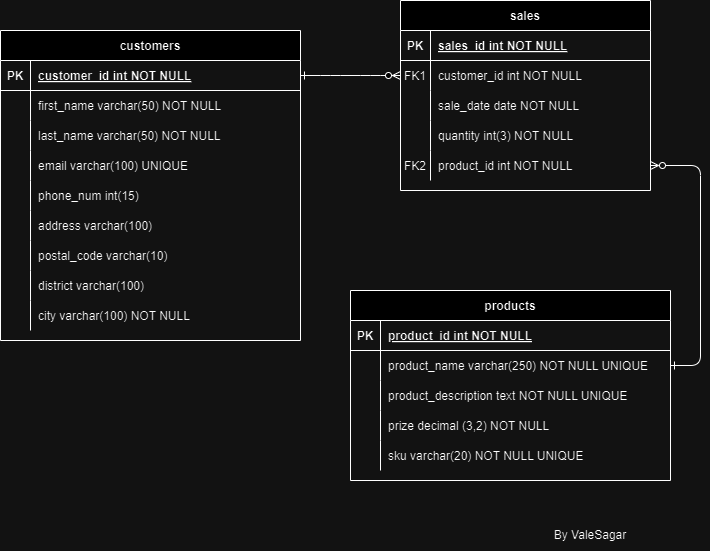 customers
PK customer_id int NOT NULL
first_name varchar(50) NOT NULL
last_name varchar(50) NOT NULL
email varchar(100) UNIQUE
phone_num int(15)
address varchar(100)
postal_code varchar(10)
district varchar(100)
city varchar(100) NOT NULL
sales
PK sales_id int NOT NULL
FK1 customer_id int NOT NULL
sale_date date NOT NULL
quantity int(3) NOT NULL
FK2 product_id int NOT NULL
products
PK product_id int NOT NULL
product_name varchar(250) NOT NULL UNIQUE
product_description text NOT NULL UNIQUE
prize decimal (3,2) NOT NULL
sku varchar(20) NOT NULL UNIQUE
By ValeSagar